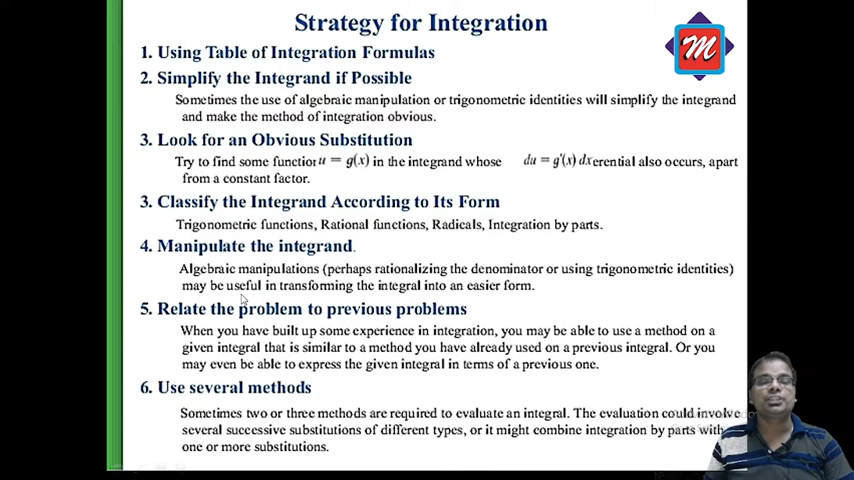 Strategy for Integration
M
1. Using Table of Integration Formulas
2. Simplify the Integrand if Possible
Sometimes the use of algebraic manipulation or trigonometric identities will simplify the integrand
and make the method of integration obvious.
3. Look for an Obvious Substitution
Try to find some function u = g(x) in the integrand whose du = g'(x) dx erential also occurs, apart
from a constant factor.
3. Classify the Integrand According to Its Form
Trigonometric functions, Rational functions, Radicals, Integration by parts.
4. Manipulate the integrand.
Algebraic manipulations (perhaps rationalizing the denominator or using trigonometric identities)
may be useful in transforming the integral into an easier form.
5. Relate the problem to previous problems
When you have built up some experience in integration, you may be able to use a method on a
given integral that is similar to a method you have already used on a previous integral. Or you
may even be able to express the given integral in terms of a previous one.
6. Use several methods
Sometimes two or three methods are required to evaluate an integral. The evaluation could involve
several successive substitutions of different types, or it might combine integration by parts with
one or more substitutions.